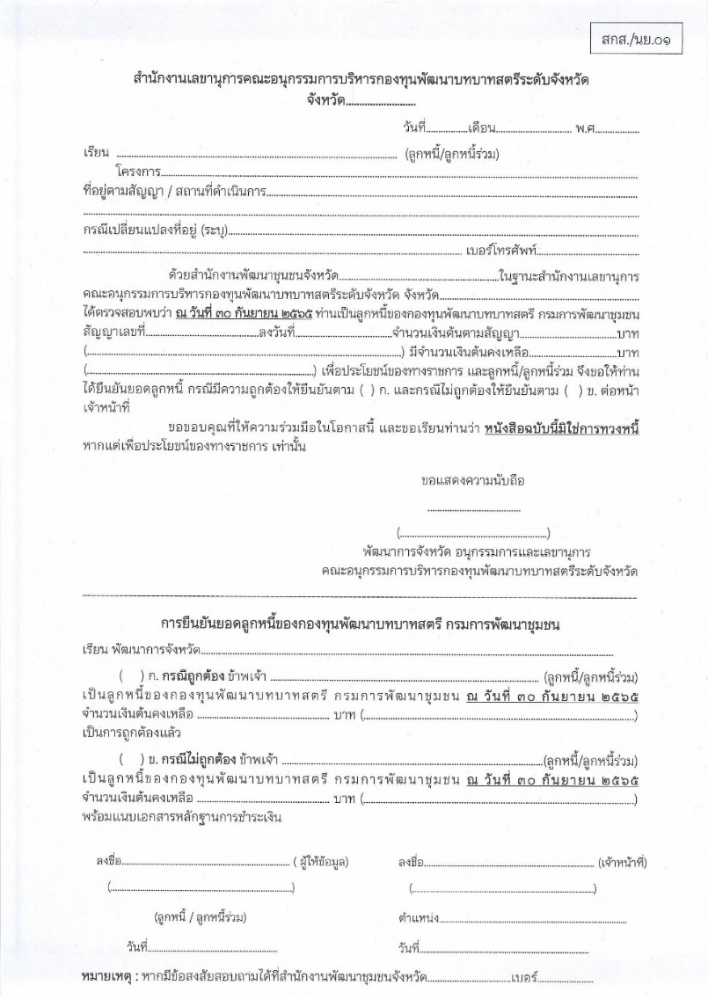 สกส./นย.๐๑
สำนักงานเลขานุการคณะอนุกรรมการบริหารกองทุนพัฒนาบทบาทสตรีระดับจังหวัด
จังหวัด.........................
วันที่................เดือน............................ พ.ศ.................
เรียน ........................................................................................................ (ลูกหนี้/ลูกหนี้ร่วม)
โครงการ................................................................................................................
ที่อยู่ตามสัญญา / สถานที่ดำเนินการ................................................................................
................................................................................................................
กรณีเปลี่ยนแปลงที่อยู่ (ระบุ)................................................................................
................................................................................ เบอร์โทรศัพท์................................
ด้วยสำนักงานพัฒนาชุมชนจังหวัด................................................ในฐานะสำนักงานเลขานุการ
คณะอนุกรรมการบริหารกองทุนพัฒนาบทบาทสตรีระดับจังหวัด จังหวัด................................................
ได้ตรวจสอบพบว่า ณ วันที่ ๓๐ กันยายน ๒๕๖๕ ท่านเป็นลูกหนี้ของกองทุนพัฒนาบทบาทสตรี กรมการพัฒนาชุมชน
สัญญาเลขที่................................ลงวันที่................................จำนวนเงินต้นตามสัญญา................................บาท
(................................................................................) มีจำนวนเงินต้นคงเหลือ................................บาท
(................................................................................) เพื่อประโยชน์ของทางราชการ และลูกหนี้/ลูกหนี้ร่วม จึงขอให้ท่าน
ได้ยืนยันยอดลูกหนี้ กรณีมีความถูกต้องให้ยืนยันตาม ( ) ก. และกรณีไม่ถูกต้องให้ยืนยันตาม ( ) ข. ต่อหน้า
เจ้าหน้าที่
ขอขอบคุณที่ให้ความร่วมมือในโอกาสนี้ และขอเรียนท่านว่า หนังสือฉบับนี้มิใช่การทวงหนี้
หากแต่เพื่อประโยชน์ของทางราชการ เท่านั้น
ขอแสดงความนับถือ
................................
(................................................)
พัฒนาการจังหวัด อนุกรรมการและเลขานุการ
คณะอนุกรรมการบริหารกองทุนพัฒนาบทบาทสตรีระดับจังหวัด
--------------------------------------------------------------------------------
การยืนยันยอดลูกหนี้ของกองทุนพัฒนาบทบาทสตรี กรมการพัฒนาชุมชน
เรียน พัฒนาการจังหวัด................................................................................
( ) ก. กรณีถูกต้อง ข้าพเจ้า ................................................................................ (ลูกหนี้/ลูกหนี้ร่วม)
เป็นลูกหนี้ของกองทุนพัฒนาบทบาทสตรี กรมการพัฒนาชุมชน ณ วันที่ ๓๐ กันยายน ๒๕๖๕
จำนวนเงินต้นคงเหลือ ................................................ บาท (................................................................................)
เป็นการถูกต้องแล้ว
( ) ข. กรณีไม่ถูกต้อง ข้าพเจ้า ................................................................................(ลูกหนี้/ลูกหนี้ร่วม)
เป็นลูกหนี้ของกองทุนพัฒนาบทบาทสตรี กรมการพัฒนาชุมชน ณ วันที่ ๓๐ กันยายน ๒๕๖๕
จำนวนเงินต้นคงเหลือ ................................................ บาท (................................................................................)
พร้อมแนบเอกสารหลักฐานการชำระเงิน
ลงชื่อ................................................ ( ผู้ให้ข้อมูล) ลงชื่อ................................................ (เจ้าหน้าที่)
(................................................) (................................................)
(ลูกหนี้ / ลูกหนี้ร่วม) ตำแหน่ง................................................
วันที่................................ วันที่................................................
หมายเหตุ : หากมีข้อสงสัยสอบถามได้ที่สำนักงานพัฒนาชุมชนจังหวัด................................เบอร์....................